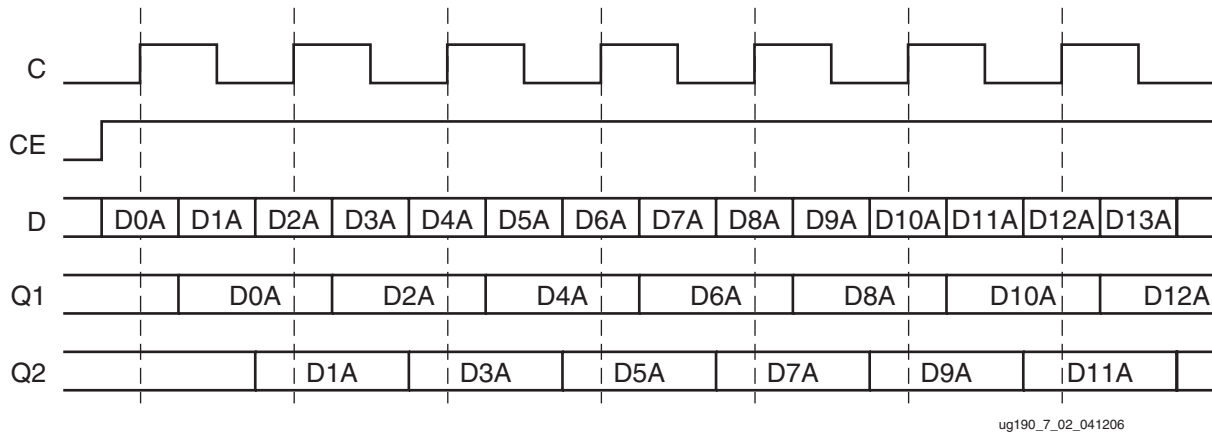 C
CE
D D0A D1A D2A D3A D4A D5A D6A D7A D8A D9A D10A D11A D12A D13A
Q1 D0A D2A D4A D6A D8A D10A D12A
Q2 D1A D3A D5A D7A D9A D11A
ug190_7_02_041206